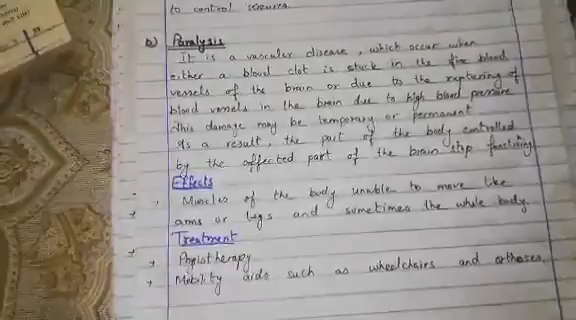 to control seizures
b) Paralysis
It is a vascular disease, which occur when
either a blood clot is stuck in the fine blood
vessels of the brain or due to the rupturing of
blood vessels in the brain due to high blood pressure
This damage may be temporary or permanent
As a result, the part of the body controlled
by the affected part of the brain stop functioning
Effects
Muscles of the body unable to move like
arms or legs and sometimes the whole body.
Treatment
Physiotherapy
Mobility aids such as wheelchairs and orthoses.